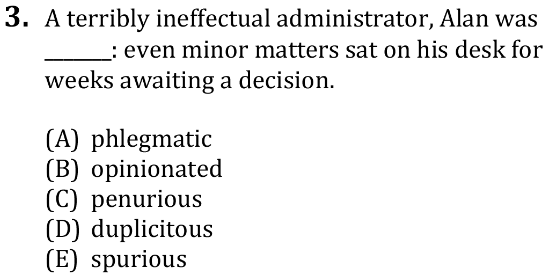 3. A terribly ineffectual administrator, Alan was
______: even minor matters sat on his desk for
weeks awaiting a decision.
(A) phlegmatic
(B) opinionated
(C) penurious
(D) duplicitous
(E) spurious